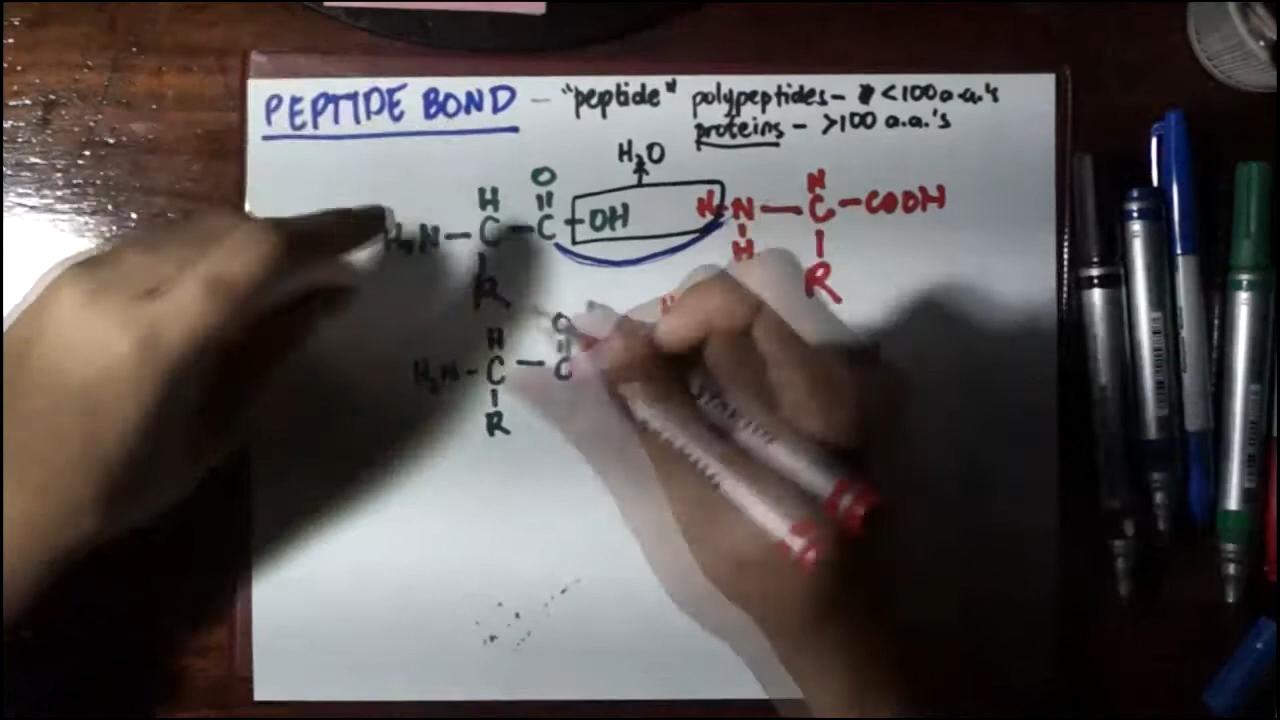 PEPTIDE BOND – "peptide" polypeptides – < 100 a.a.'s
proteins – > 100 a.a.'s
H2O
H O N
H2N – C – C – OH H – N – C – COOH
R H R
H O
H2N – C – C
R